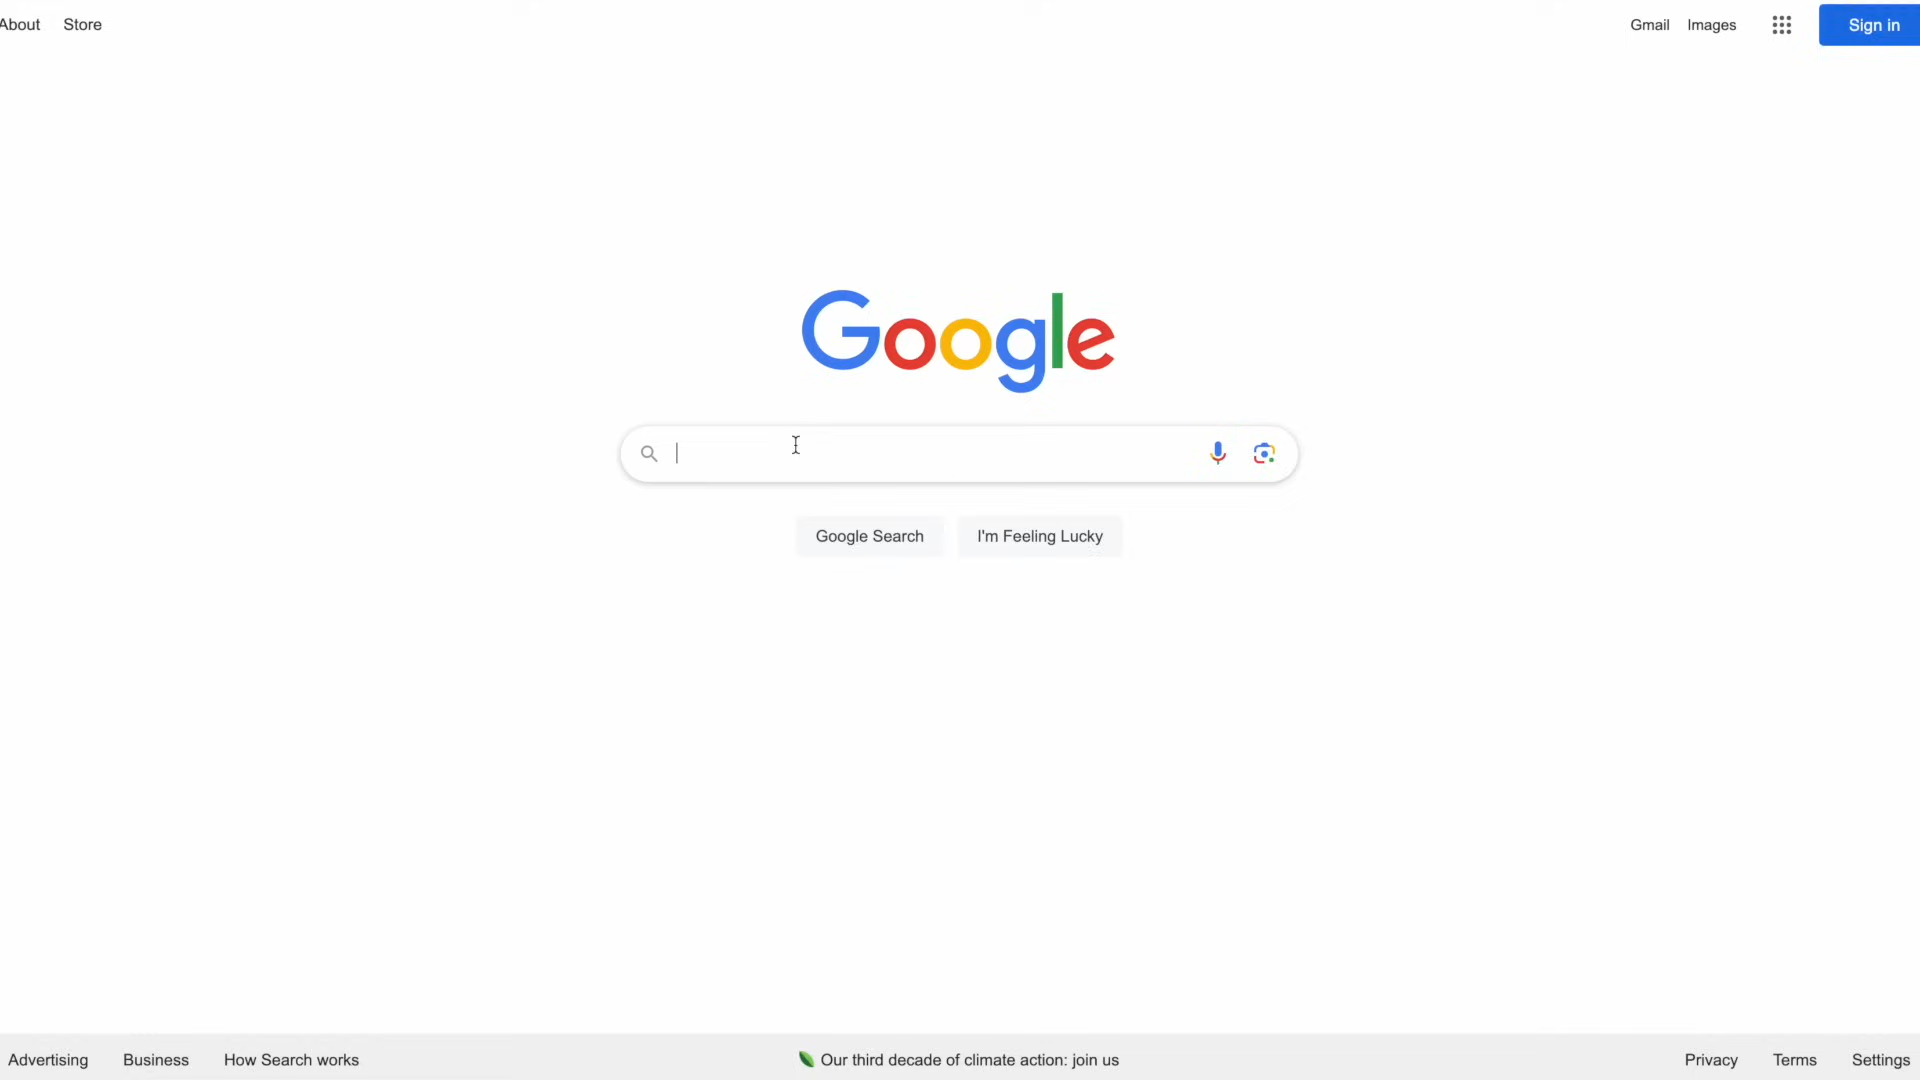 About Store Gmail Images Sign in
Google
Google Search I'm Feeling Lucky
Advertising Business How Search works Our third decade of climate action: join us Privacy Terms Settings